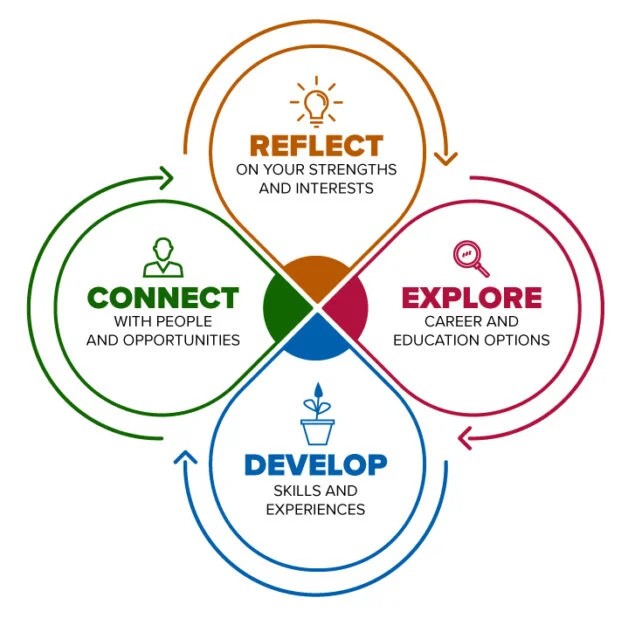 REFLECT
ON YOUR STRENGTHS
AND INTERESTS
CONNECT
WITH PEOPLE
AND OPPORTUNITIES
EXPLORE
CAREER AND
EDUCATION OPTIONS
DEVELOP
SKILLS AND
EXPERIENCES